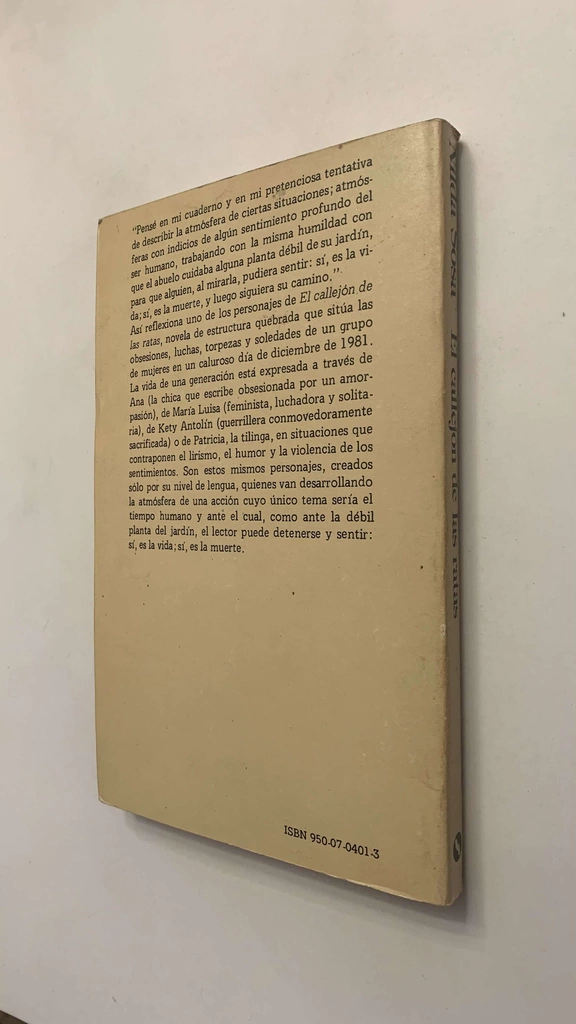 "Pensé en mi cuaderno y en mi pretenciosa tentativa
de describir la atmósfera de ciertas situaciones; atmós-
feras con indicios de algún sentimiento profundo del
ser humano, trabajando con la misma humildad con
que el abuelo cuidaba alguna planta débil de su jardín,
para que alguien, al mirarla, pudiera sentir: sí, es la vi-
da; sí, es la muerte, y luego siguiera su camino."
Así reflexiona uno de los personajes de El callejón de
las ratas, novela de estructura quebrada que sitúa las
obsesiones, luchas, torpezas y soledades de un grupo
de mujeres en un caluroso día de diciembre de 1981.
La vida de una generación está expresada a través de
Ana (la chica que escribe obsesionada por un amor-
pasión), de María Luisa (feminista, luchadora y solita-
ria), de Kety Antolín (guerrillera conmovedoramente
sacrificada) o de Patricia, la tilinga, en situaciones que
contraponen el lirismo, el humor y la violencia de los
sentimientos. Son estos mismos personajes, creados
sólo por su nivel de lengua, quienes van desarrollando
la atmósfera de una acción cuyo único tema sería el
tiempo humano y ante el cual, como ante la débil
planta del jardín, el lector puede detenerse y sentir:
sí, es la vida; sí, es la muerte.
ISBN 950-07-0401-3
Sosa El callejón de las ratas